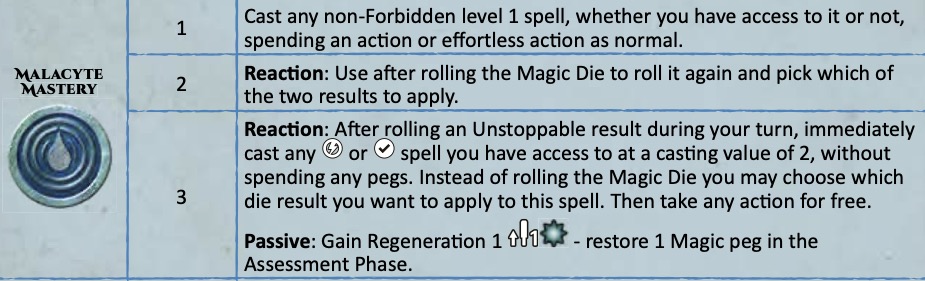 MALACYTE
MASTERY
1
Cast any non-Forbidden level 1 spell, whether you have access to it or not,
spending an action or effortless action as normal.
2
Reaction: Use after rolling the Magic Die to roll it again and pick which of
the two results to apply.
3
Reaction: After rolling an Unstoppable result during your turn, immediately
cast any or spell you have access to at a casting value of 2, without
spending any pegs. Instead of rolling the Magic Die you may choose which
die result you want to apply to this spell. Then take any action for free.
Passive: Gain Regeneration 1 1 - restore 1 Magic peg in the
Assessment Phase.